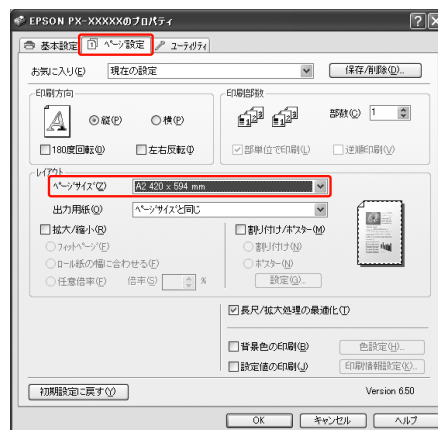 EPSON PX-XXXXXのプロパティ
基本設定 ページ設定 ユーティリティ
お気に入り(E) 現在の設定 保存/削除(D)...
印刷方向
縦(P) 横(K)
180度回転(O) 左右反転(I)
印刷部数
部数(C) 1
部単位で印刷(L) 逆順印刷(V)
レイアウト
ページサイズ(Z) A2 420 x 594 mm
出力用紙(Q) ページサイズと同じ
拡大/縮小(R)
フィットページ(E)
ロール紙の幅に合わせる(F)
任意倍率(F) 倍率(S) %
割り付け/ポスター(M)
割り付け(J)
ポスター(N)
設定(G)...
長尺/拡大処理の最適化(T)
背景色の印刷(B) 色設定(H)...
設定値の印刷(J) 印刷情報設定(K)...
初期設定に戻す(Y) Version 6.50
OK キャンセル ヘルプ